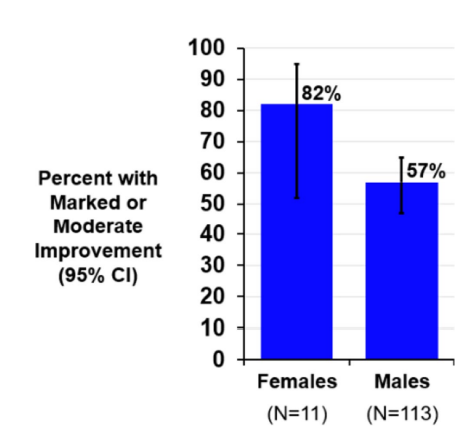 100
90
80
70
60
50
40
30
20
10
0
Percent with
Marked or
Moderate
Improvement
(95% CI)
82%
57%
Females
Males
(N=11)
(N=113)